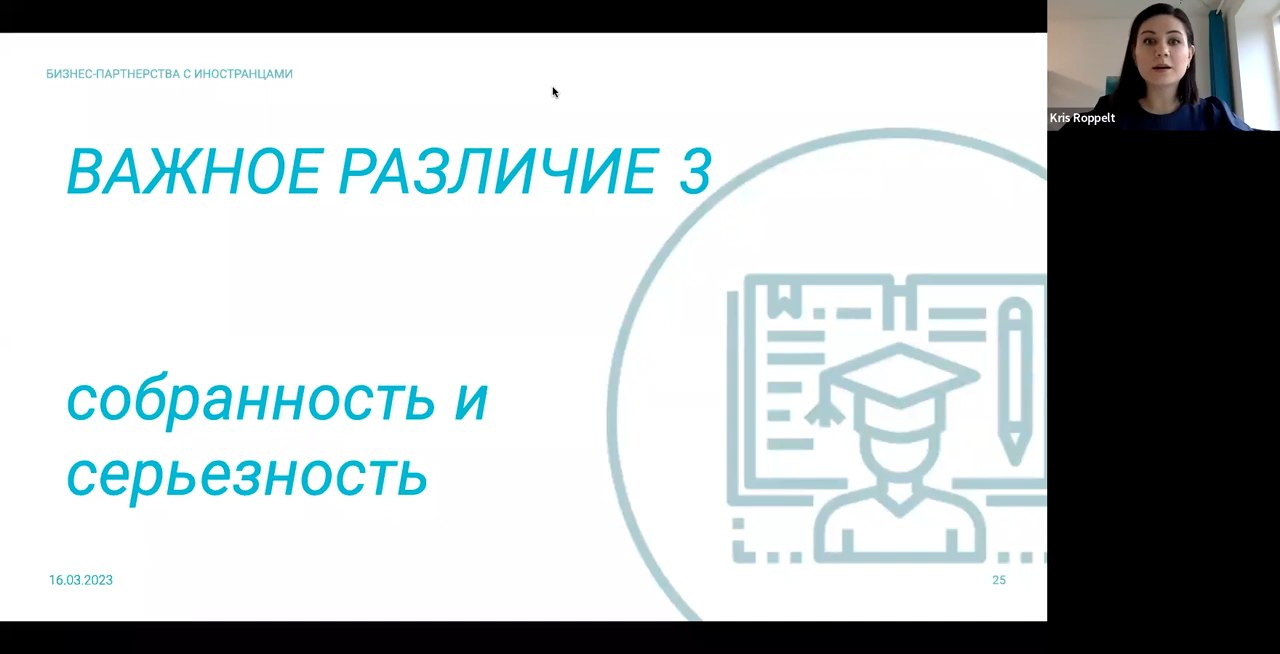 БИЗНЕС-ПАРТНЕРСТВА С ИНОСТРАНЦАМИ
Kris Roppelt
ВАЖНОЕ РАЗЛИЧИЕ 3
собранность и
серьезность
16.03.2023
25